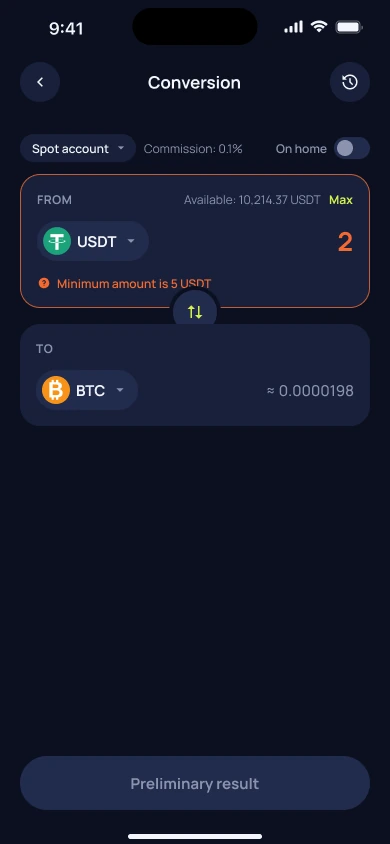 9:41
Conversion
Spot account Commission: 0.1% On home
FROM Available: 10,214.37 USDT Max
USDT 2
Minimum amount is 5 USDT
TO
BTC ≈ 0.0000198
Preliminary result